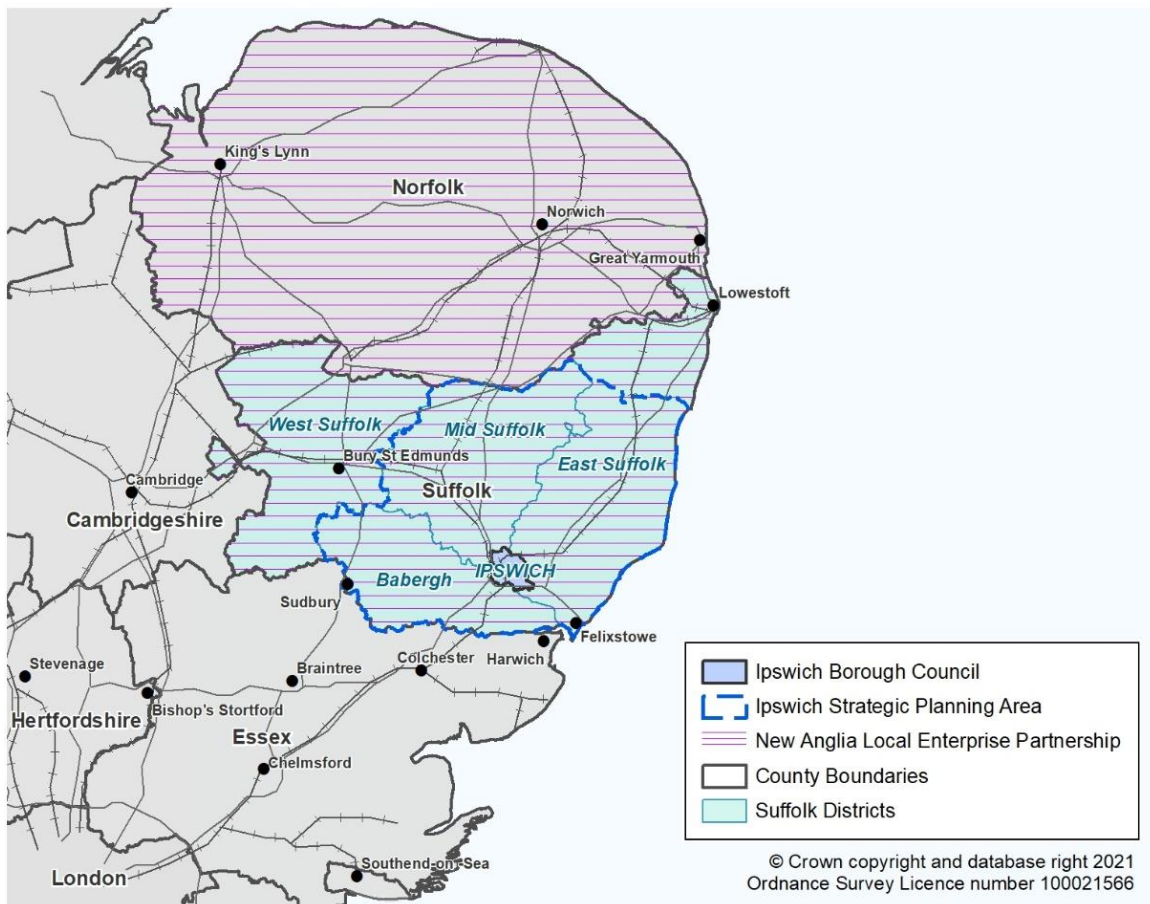 King's Lynn
Norfolk
Norwich
Great Yarmouth
Lowestoft
West Suffolk
Mid Suffolk
Bury St Edmunds
East Suffolk
Cambridge
Suffolk
Cambridgeshire
IPSWICH
Babergh
Sudbury
Felixstowe
Harwich
Colchester
Stevenage
Braintree
Bishop's Stortford
Hertfordshire
Essex
Chelmsford
Southend-on-Sea
London
Ipswich Borough Council
Ipswich Strategic Planning Area
New Anglia Local Enterprise Partnership
County Boundaries
Suffolk Districts
© Crown copyright and database right 2021
Ordnance Survey Licence number 100021566